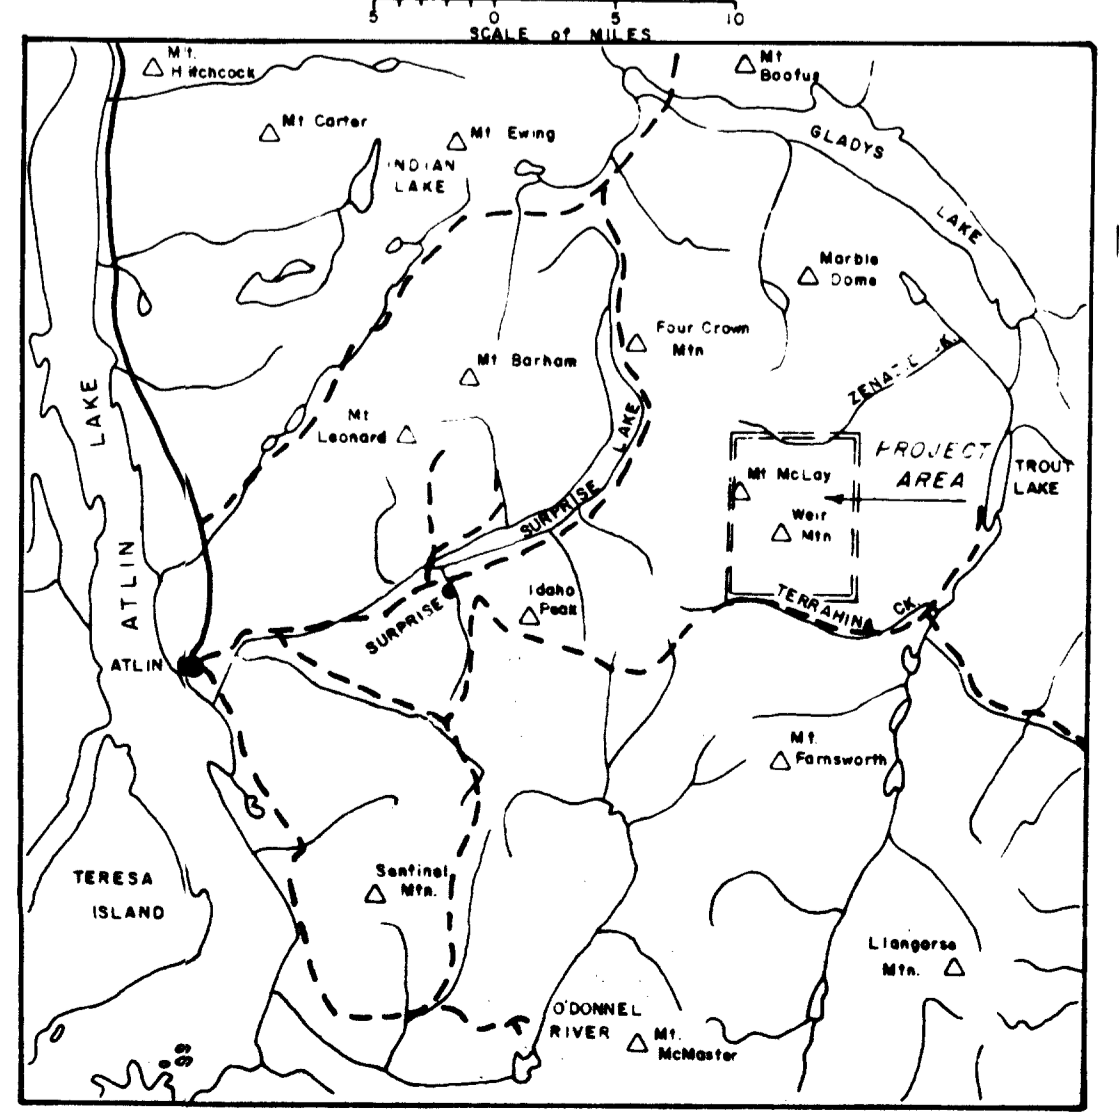 5 0 5 10
SCALE of MILES
Mt.
Hitchcock
Mt
Boofus
Mt Carter
Mt Ewing
GLADYS
LAKE
INDIAN
LAKE
Marble
Dome
Four Crown
Mtn
Mt Barham
CK.
LAKE
Mt
Leonard
LAKE
PROJECT
AREA
TROUT
LAKE
Mt McLay
SURPRISE
Weir
Mtn
ATLIN
Idaho
Peak
TERRAHINA CK.
SURPRISE
ATLIN
Mt.
Farnsworth
TERESA
ISLAND
Sentinel
Mtn.
Llangorse
Mtn.
O'DONNEL
RIVER
Mt.
McMaster